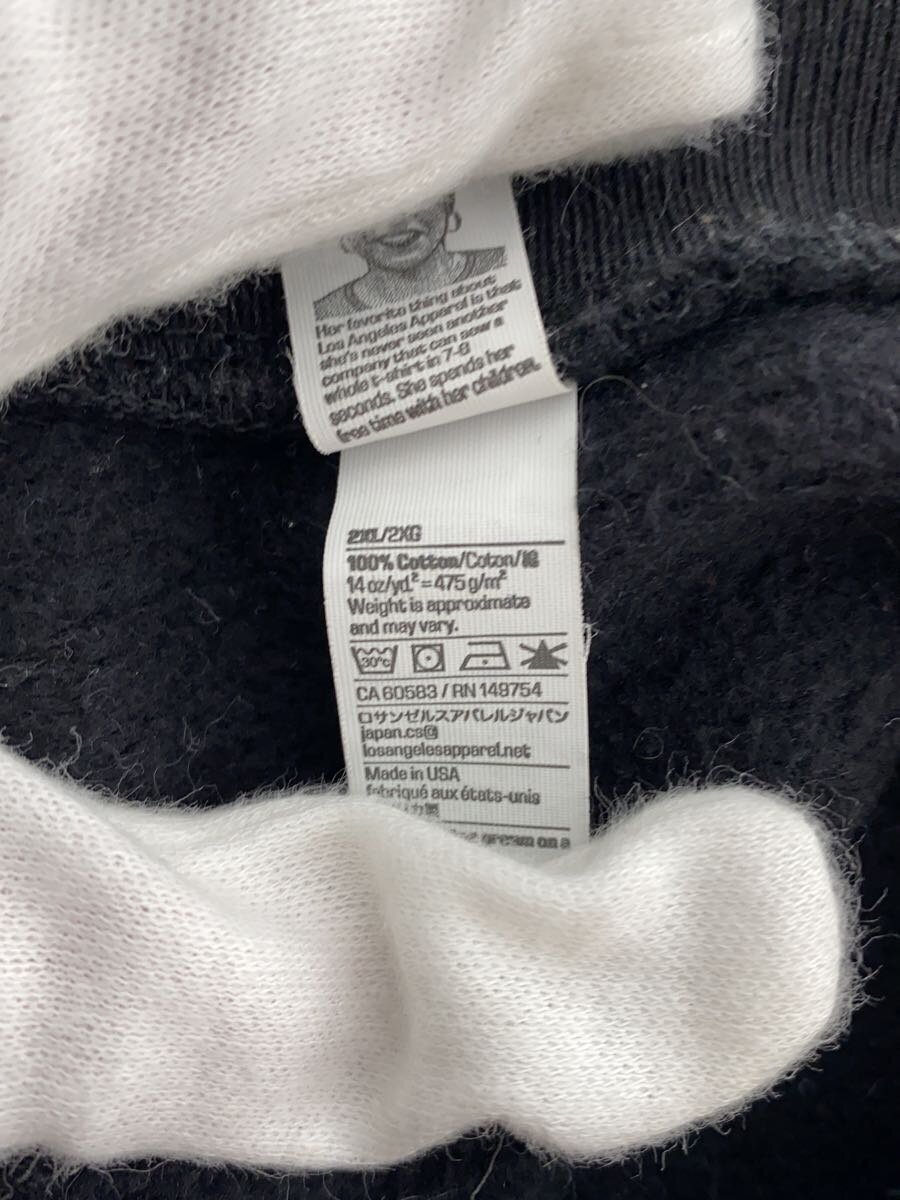 Her favorite thing about
Los Angeles Apparel is that
she's never seen another
company that can sew a
whole t-shirt in 7-8
seconds. She spends her
free time with her children.
2XL/2XG
100% Cotton/Coton/棉
14 oz/yd.² = 475 g/m²
Weight is approximate
and may vary.
30°C
CA 60583 / RN 149754
ロサンゼルスアパレルジャパン
japan.cs@
losangelesapparel.net
Made in USA
fabriqué aux états-unis
on a